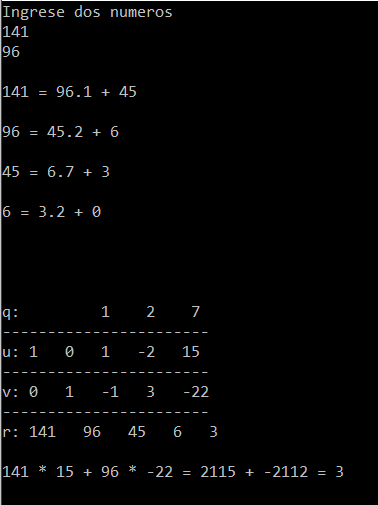 Ingrese dos numeros
141
96
141 = 96.1 + 45
96 = 45.2 + 6
45 = 6.7 + 3
6 = 3.2 + 0
q: 1 2 7
-----------------------
u: 1 0 1 -2 15
-----------------------
v: 0 1 -1 3 -22
-----------------------
r: 141 96 45 6 3
141 * 15 + 96 * -22 = 2115 + -2112 = 3